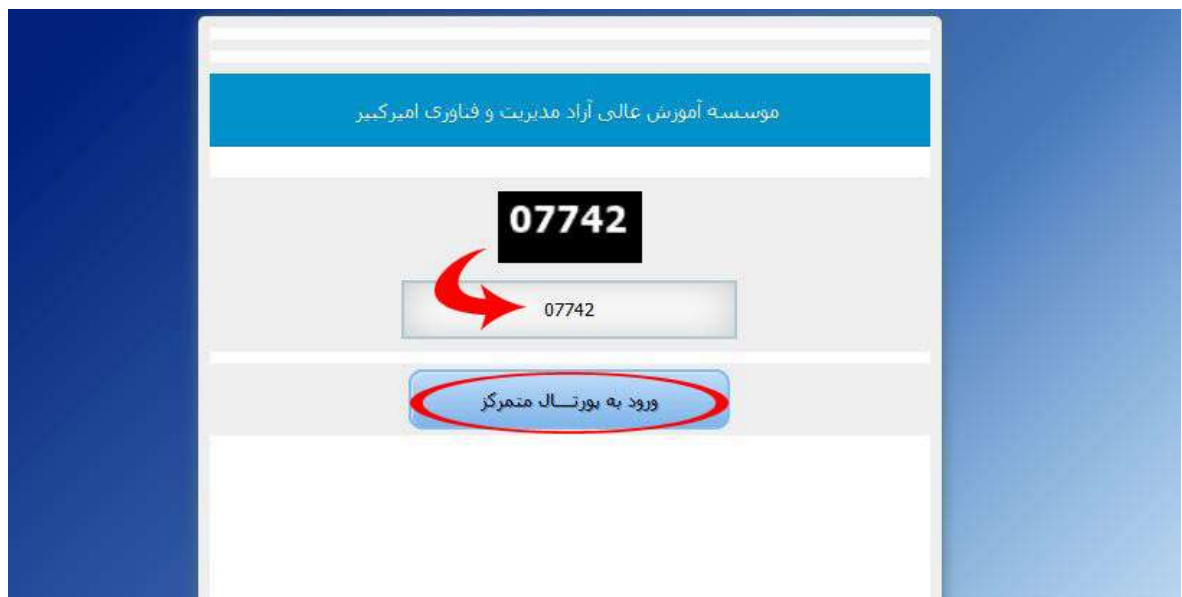 موسسه آموزش عالی آزاد مدیریت و فناوری امیرکبیر
07742
07742
ورود به پورتـــال متمرکز